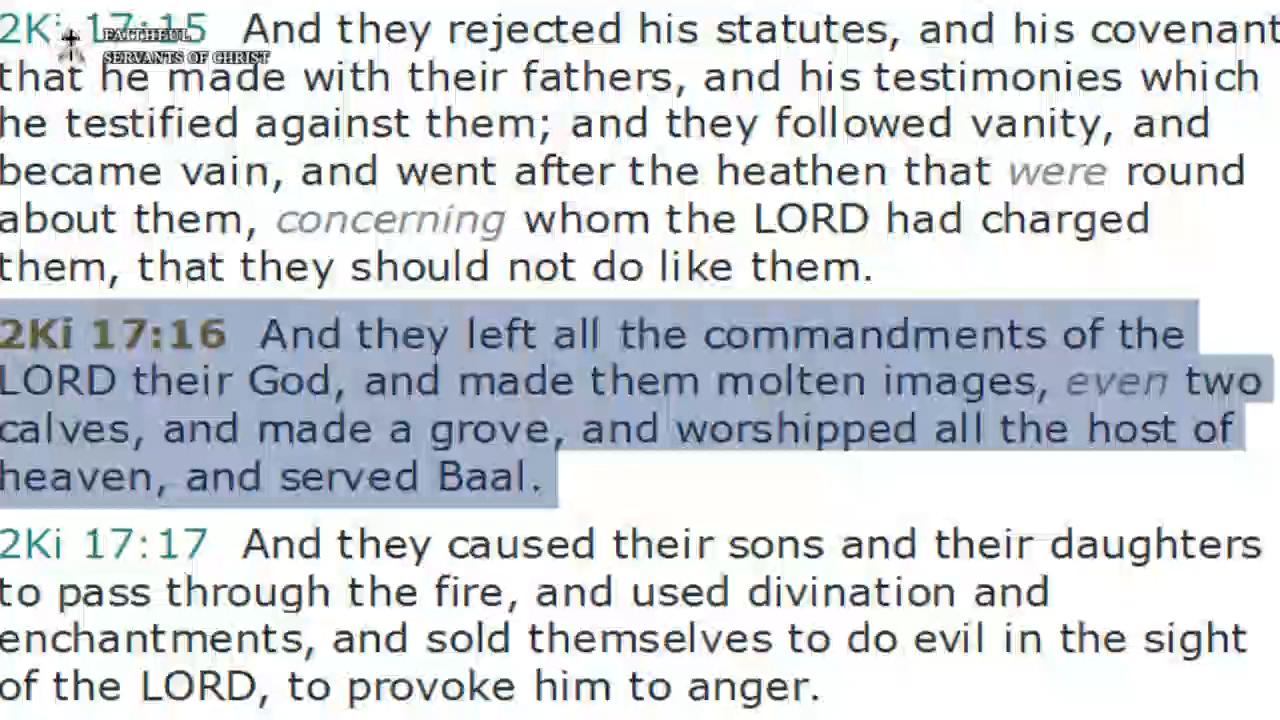 2Ki 17:15 And they rejected his statutes, and his covenant
FAITHFUL
SERVANTS OF CHRIST
that he made with their fathers, and his testimonies which
he testified against them; and they followed vanity, and
became vain, and went after the heathen that were round
about them, concerning whom the LORD had charged
them, that they should not do like them.
2Ki 17:16 And they left all the commandments of the
LORD their God, and made them molten images, even two
calves, and made a grove, and worshipped all the host of
heaven, and served Baal.
2Ki 17:17 And they caused their sons and their daughters
to pass through the fire, and used divination and
enchantments, and sold themselves to do evil in the sight
of the LORD, to provoke him to anger.